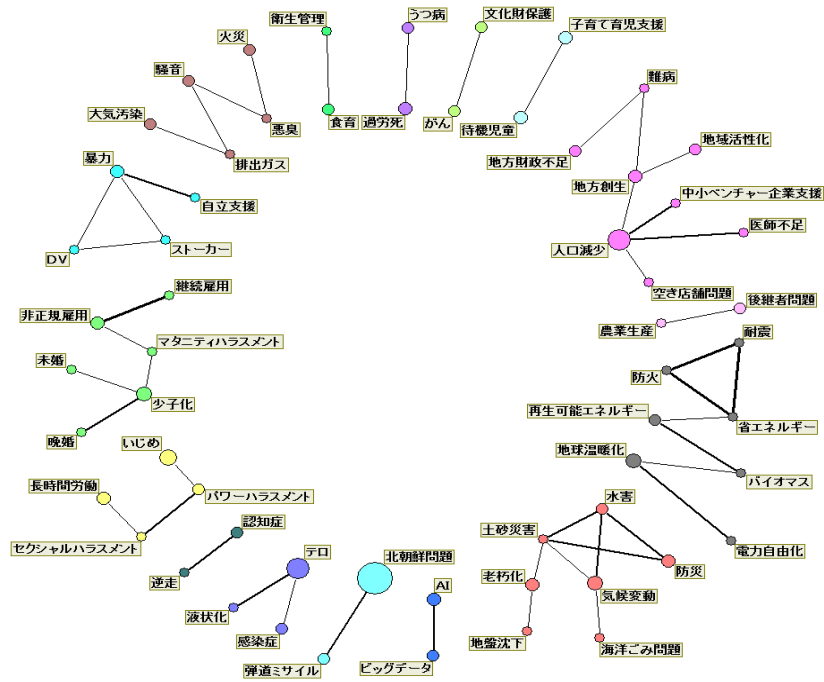 衛生管理
うつ病
文化財保護
子育て育児支援
火災
騒音
難病
大気汚染
悪臭
食育
過労死
がん
待機児童
地域活性化
暴力
排出ガス
地方財政不足
地方創生
中小ベンチャー企業支援
自立支援
医師不足
DV
ストーカー
人口減少
継続雇用
空き店舗問題
後継者問題
非正規雇用
農業生産
耐震
マタニティハラスメント
未婚
防火
少子化
再生可能エネルギー
省エネルギー
晩婚
いじめ
地球温暖化
バイオマス
長時間労働
パワーハラスメント
水害
セクシャルハラスメント
認知症
土砂災害
電力自由化
テロ
北朝鮮問題
逆走
AI
老朽化
気候変動
防災
液状化
感染症
地盤沈下
海洋ごみ問題
弾道ミサイル
ビッグデータ